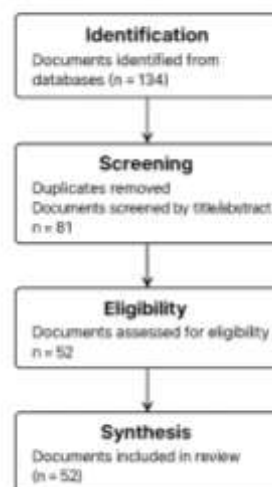 Identification
Documents identified from
databases (n = 134)
Screening
Duplicates removed
Documents screened by title/abstract
n = 81
Eligibility
Documents assessed for eligibility
n = 52
Synthesis
Documents included in review
(n = 52)